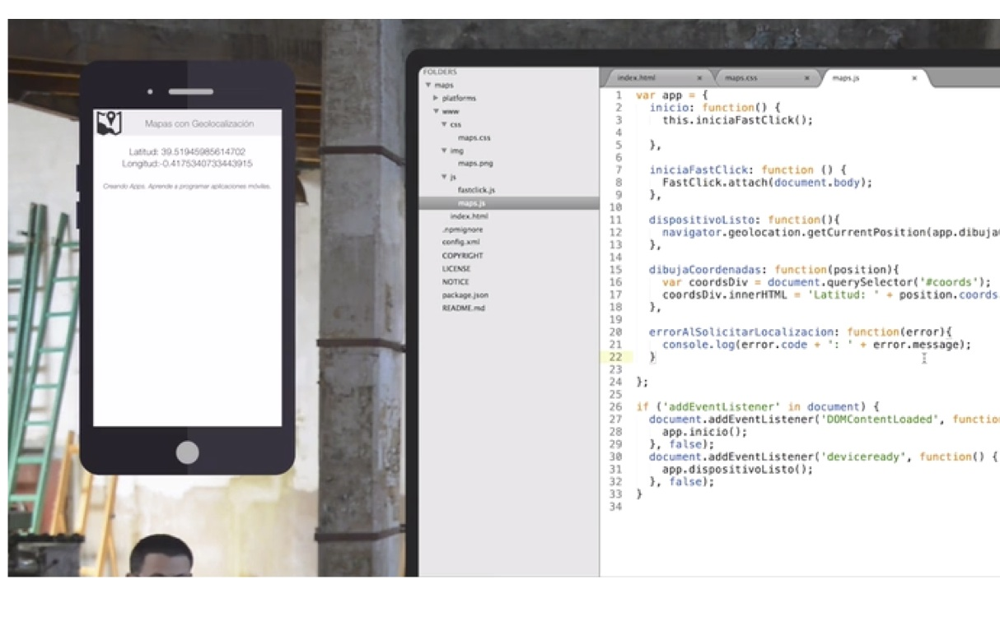 Mapas con Geolocalización
Latitud: 39.51945985614702
Longitud:-0.4175340733443915
Creando Apps. Aprende a programar aplicaciones móviles.
FOLDERS
▼ maps
▶ platforms
▼ www
▼ css
maps.css
▼ img
maps.png
▼ js
fastclick.js
maps.js
index.html
.npmignore
config.xml
COPYRIGHT
LICENSE
NOTICE
package.json
README.md
index.html × maps.css × maps.js ×
1 var app = {
2 inicio: function() {
3 this.iniciaFastClick();
4
5 },
6
7 iniciaFastClick: function () {
8 FastClick.attach(document.body);
9 },
10
11 dispositivoListo: function(){
12 navigator.geolocation.getCurrentPosition(app.dibuja
13 },
14
15 dibujaCoordenadas: function(position){
16 var coordsDiv = document.querySelector('#coords');
17 coordsDiv.innerHTML = 'Latitud: ' + position.coords.
18 },
19
20 errorAlSolicitarLocalizacion: function(error){
21 console.log(error.code + ': ' + error.message);
22 }
23
24 };
25
26 if ('addEventListener' in document) {
27 document.addEventListener('DOMContentLoaded', functio
28 app.inicio();
29 }, false);
30 document.addEventListener('deviceready', function() {
31 app.dispositivoListo();
32 }, false);
33 }
34